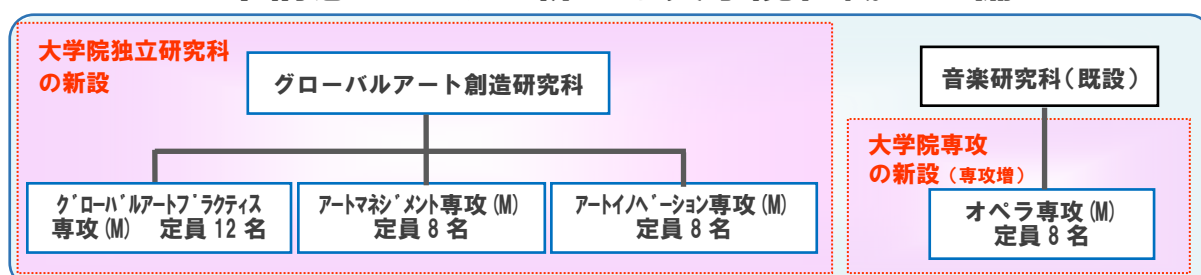 大学院独立研究科
の新設
グローバルアート創造研究科
音楽研究科(既設)
大学院専攻
の新設(専攻増)
グローバルアートプラクティス
専攻(M) 定員12名
アートマネジメント専攻(M)
定員8名
アートイノベーション専攻(M)
定員8名
オペラ専攻(M)
定員8名